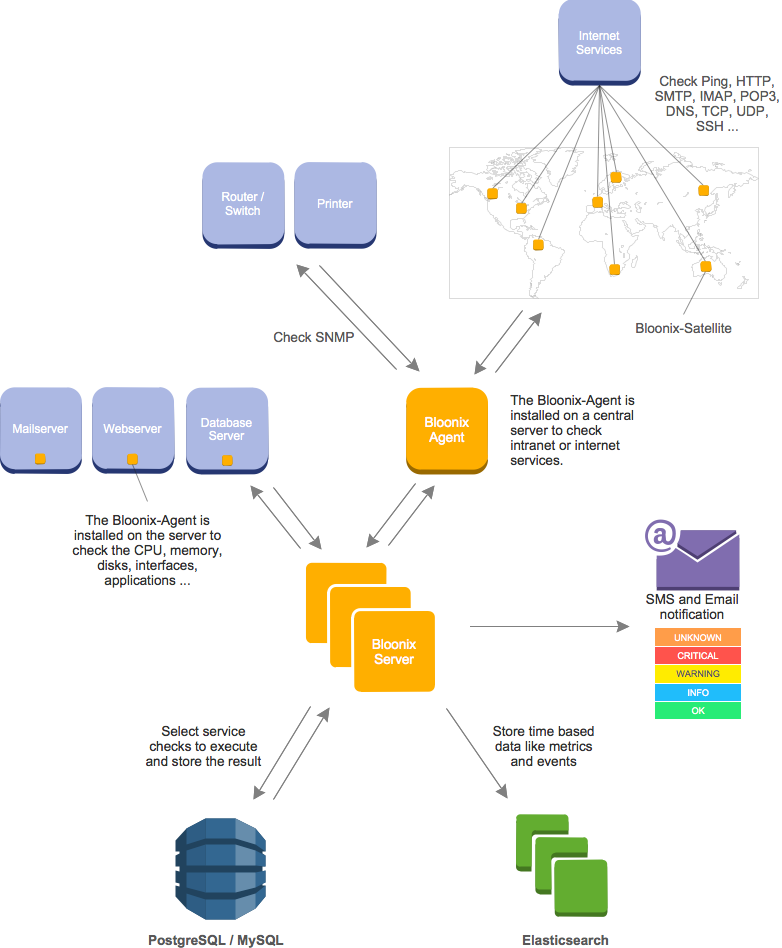 Internet
Services
Check Ping, HTTP,
SMTP, IMAP, POP3,
DNS, TCP, UDP,
SSH ...
Router /
Switch
Printer
Bloonix-Satellite
Check SNMP
Mailserver
Webserver
Database
Server
Bloonix
Agent
The Bloonix-Agent is
installed on a central
server to check
intranet or internet
services.
The Bloonix-Agent is
installed on the server to
check the CPU, memory,
disks, interfaces,
applications ...
@
SMS and Email
notification
UNKNOWN
CRITICAL
WARNING
INFO
OK
Bloonix
Server
Select service
checks to execute
and store the result
Store time based
data like metrics
and events
PostgreSQL / MySQL
Elasticsearch